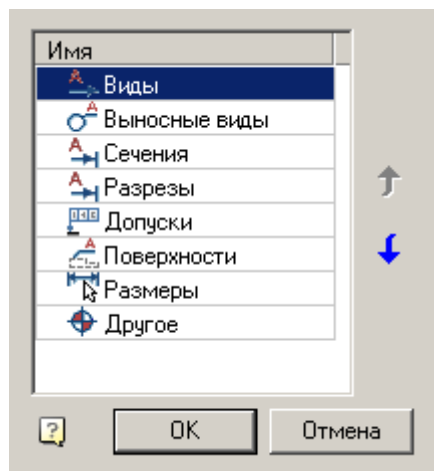 Имя
Виды
Выносные виды
Сечения
Разрезы
Допуски
Поверхности
Размеры
Другое
OK
Отмена